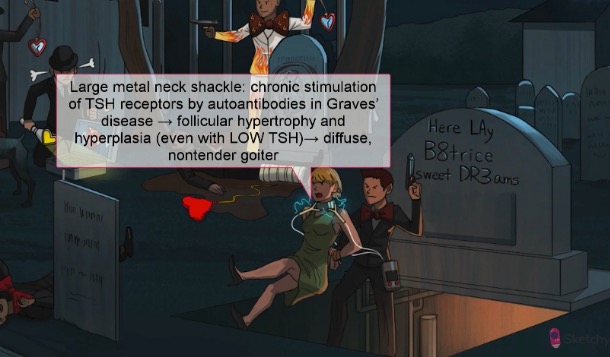 Large metal neck shackle: chronic stimulation
of TSH receptors by autoantibodies in Graves'
disease → follicular hypertrophy and
hyperplasia (even with LOW TSH)→ diffuse,
nontender goiter
Here LAy
B8trice
sweet DR3ams
Sketchy